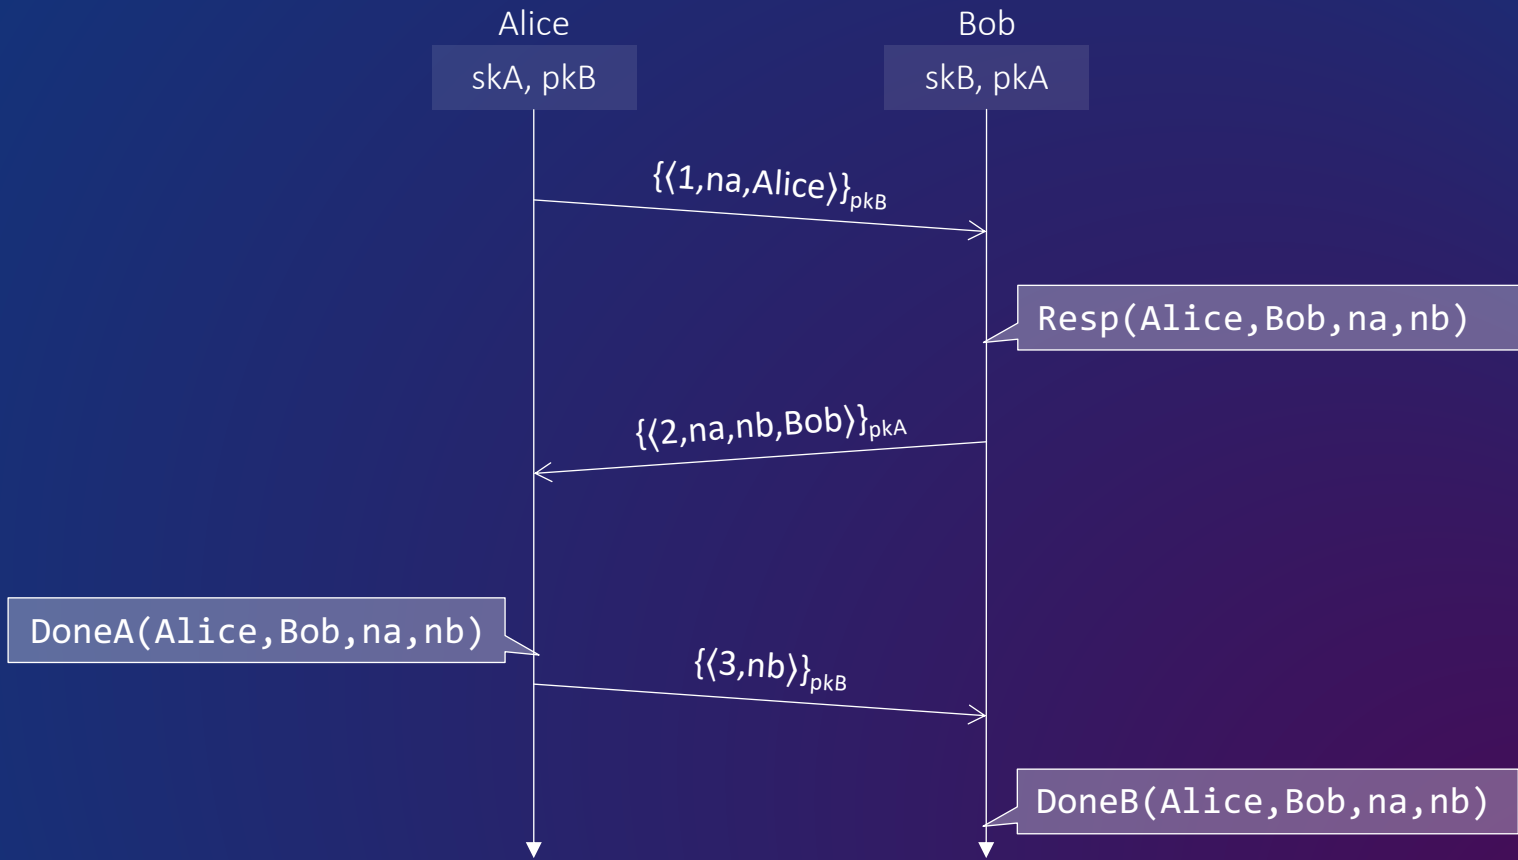 Alice
Bob
skA, pkB
skB, pkA
{⟨1,na,Alice⟩}pkB
Resp(Alice,Bob,na,nb)
{⟨2,na,nb,Bob⟩}pkA
DoneA(Alice,Bob,na,nb)
{⟨3,nb⟩}pkB
DoneB(Alice,Bob,na,nb)